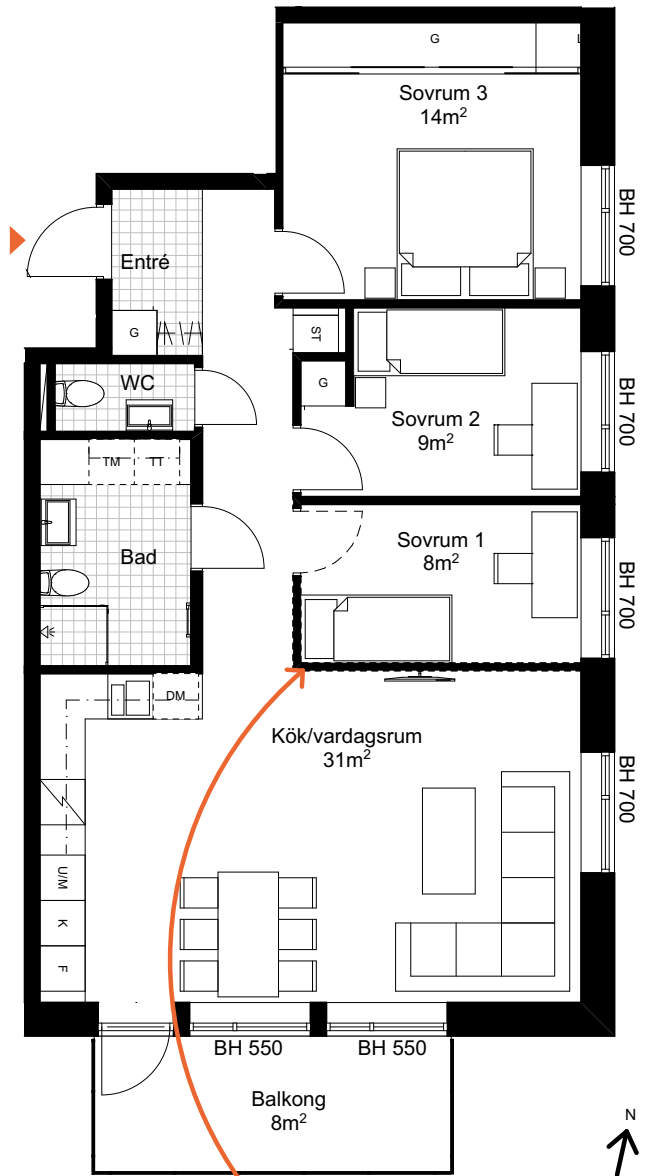 G
L
Sovrum 3
14m²
BH 700
Entré
G
ST
WC
G
Sovrum 2
9m²
BH 700
TM
TT
Bad
Sovrum 1
8m²
BH 700
DM
Kök/vardagsrum
31m²
BH 700
U/M
K
F
BH 550
BH 550
Balkong
8m²
N